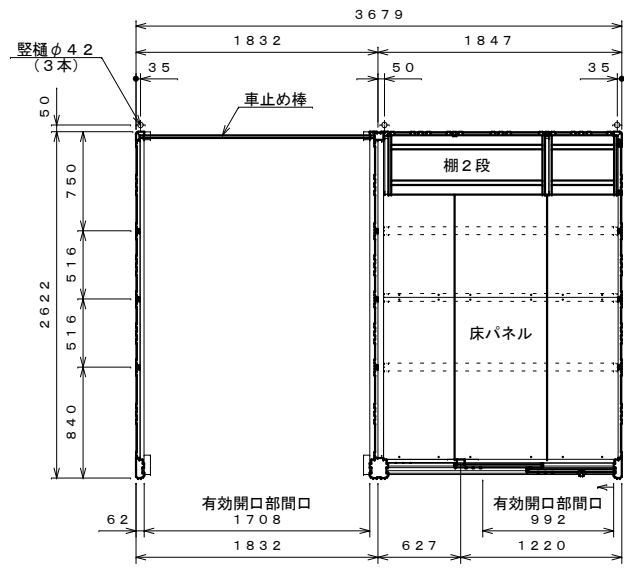 ３６７９
１８３２
１８４７
竪樋φ４２
（３本）
３５
５０
３５
５０
車止め棒
棚２段
７５０
５１６
２６２２
５１６
床パネル
８４０
有効開口部間口
有効開口部間口
６２
１７０８
９９２
１８３２
６２７
１２２０